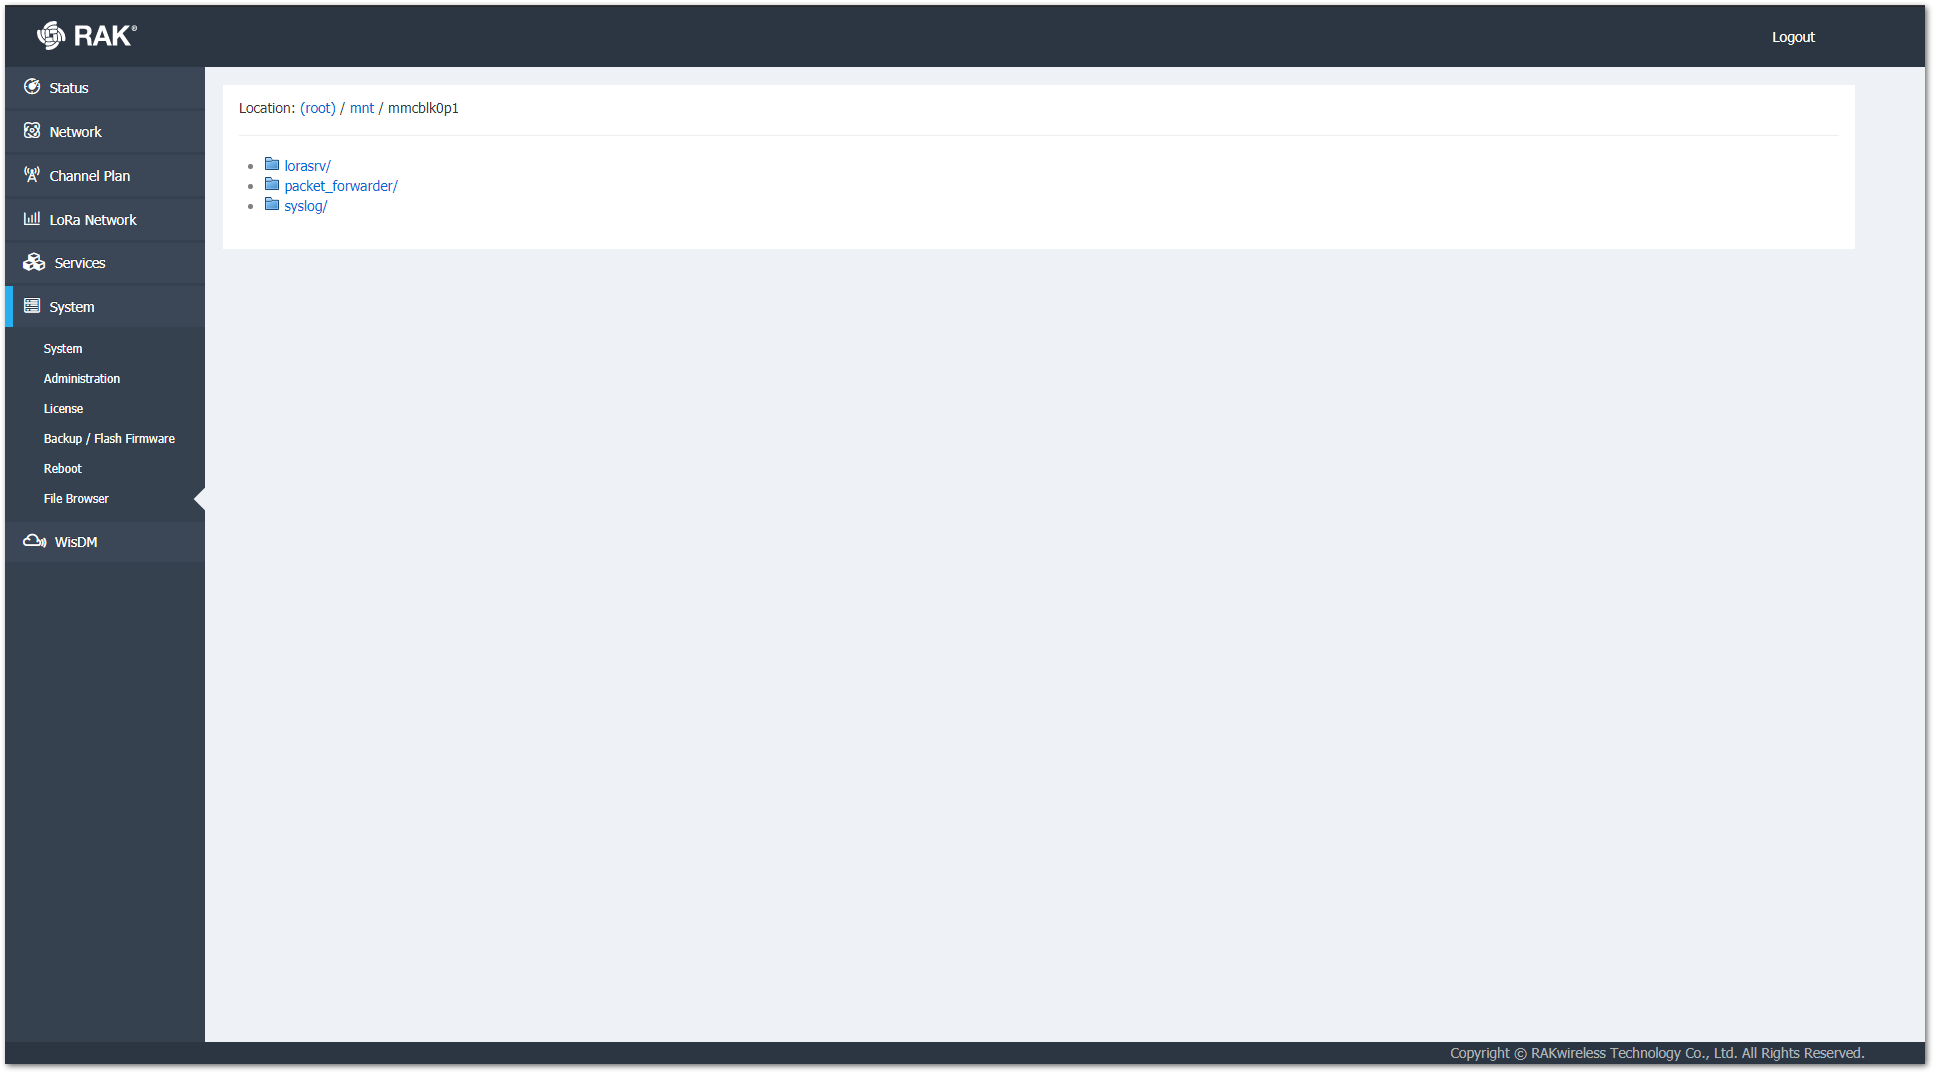 RAK®
Logout
Status
Network
Channel Plan
LoRa Network
Services
System
System
Administration
License
Backup / Flash Firmware
Reboot
File Browser
WisDM
Location: (root) / mnt / mmcblk0p1
lorasrv/
packet_forwarder/
syslog/
Copyright © RAKwireless Technology Co., Ltd. All Rights Reserved.